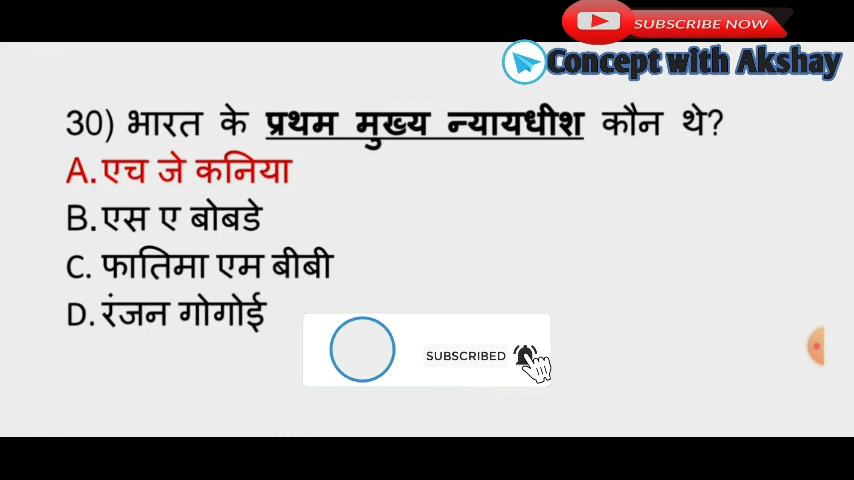 SUBSCRIBE NOW
Concept with Akshay
30) भारत के प्रथम मुख्य न्यायधीश कौन थे?
A. एच जे कनिया
B. एस ए बोबडे
C. फातिमा एम बीबी
D. रंजन गोगोई
SUBSCRIBED